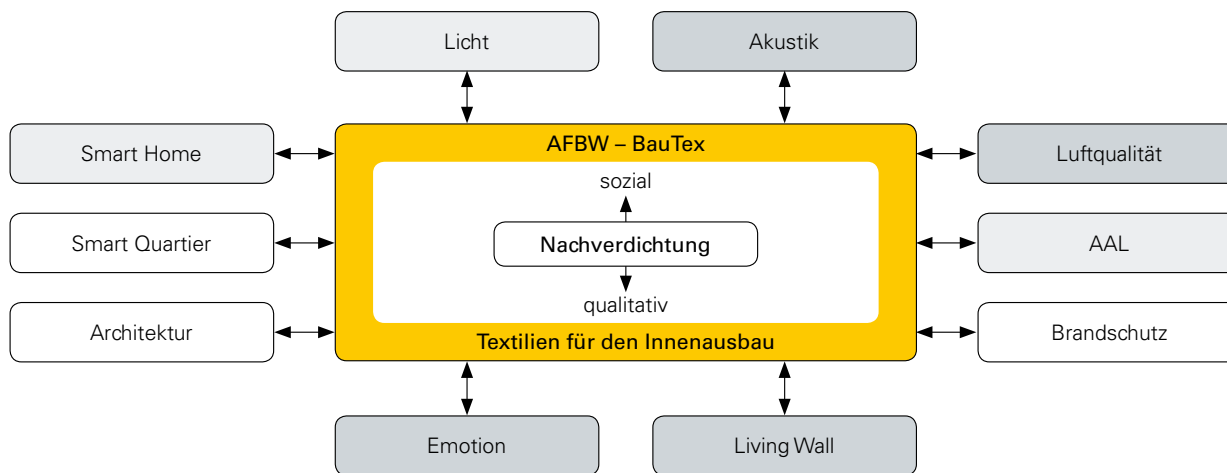 Licht
Akustik
Smart Home
AFBW – BauTex
Luftqualität
sozial
Smart Quartier
Nachverdichtung
AAL
qualitativ
Architektur
Textilien für den Innenausbau
Brandschutz
Emotion
Living Wall